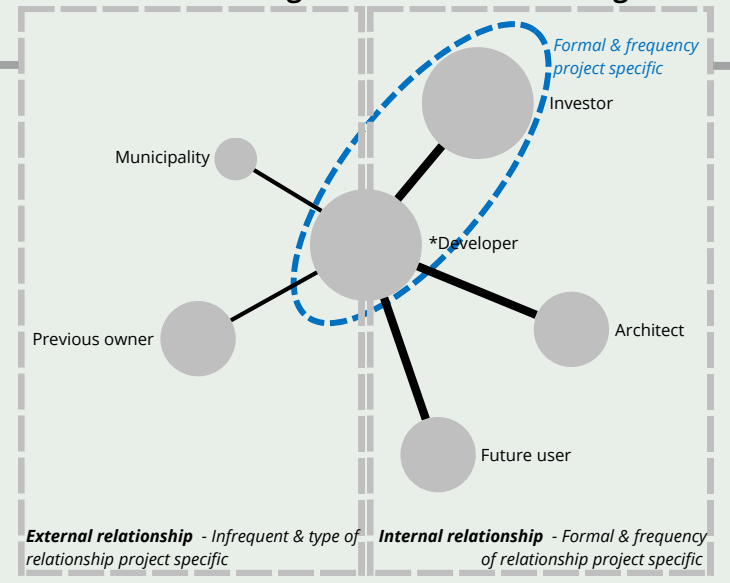 Formal & frequency
project specific
Investor
Municipality
*Developer
Previous owner
Architect
Future user
External relationship - Infrequent & type of
relationship project specific
Internal relationship - Formal & frequency
of relationship project specific